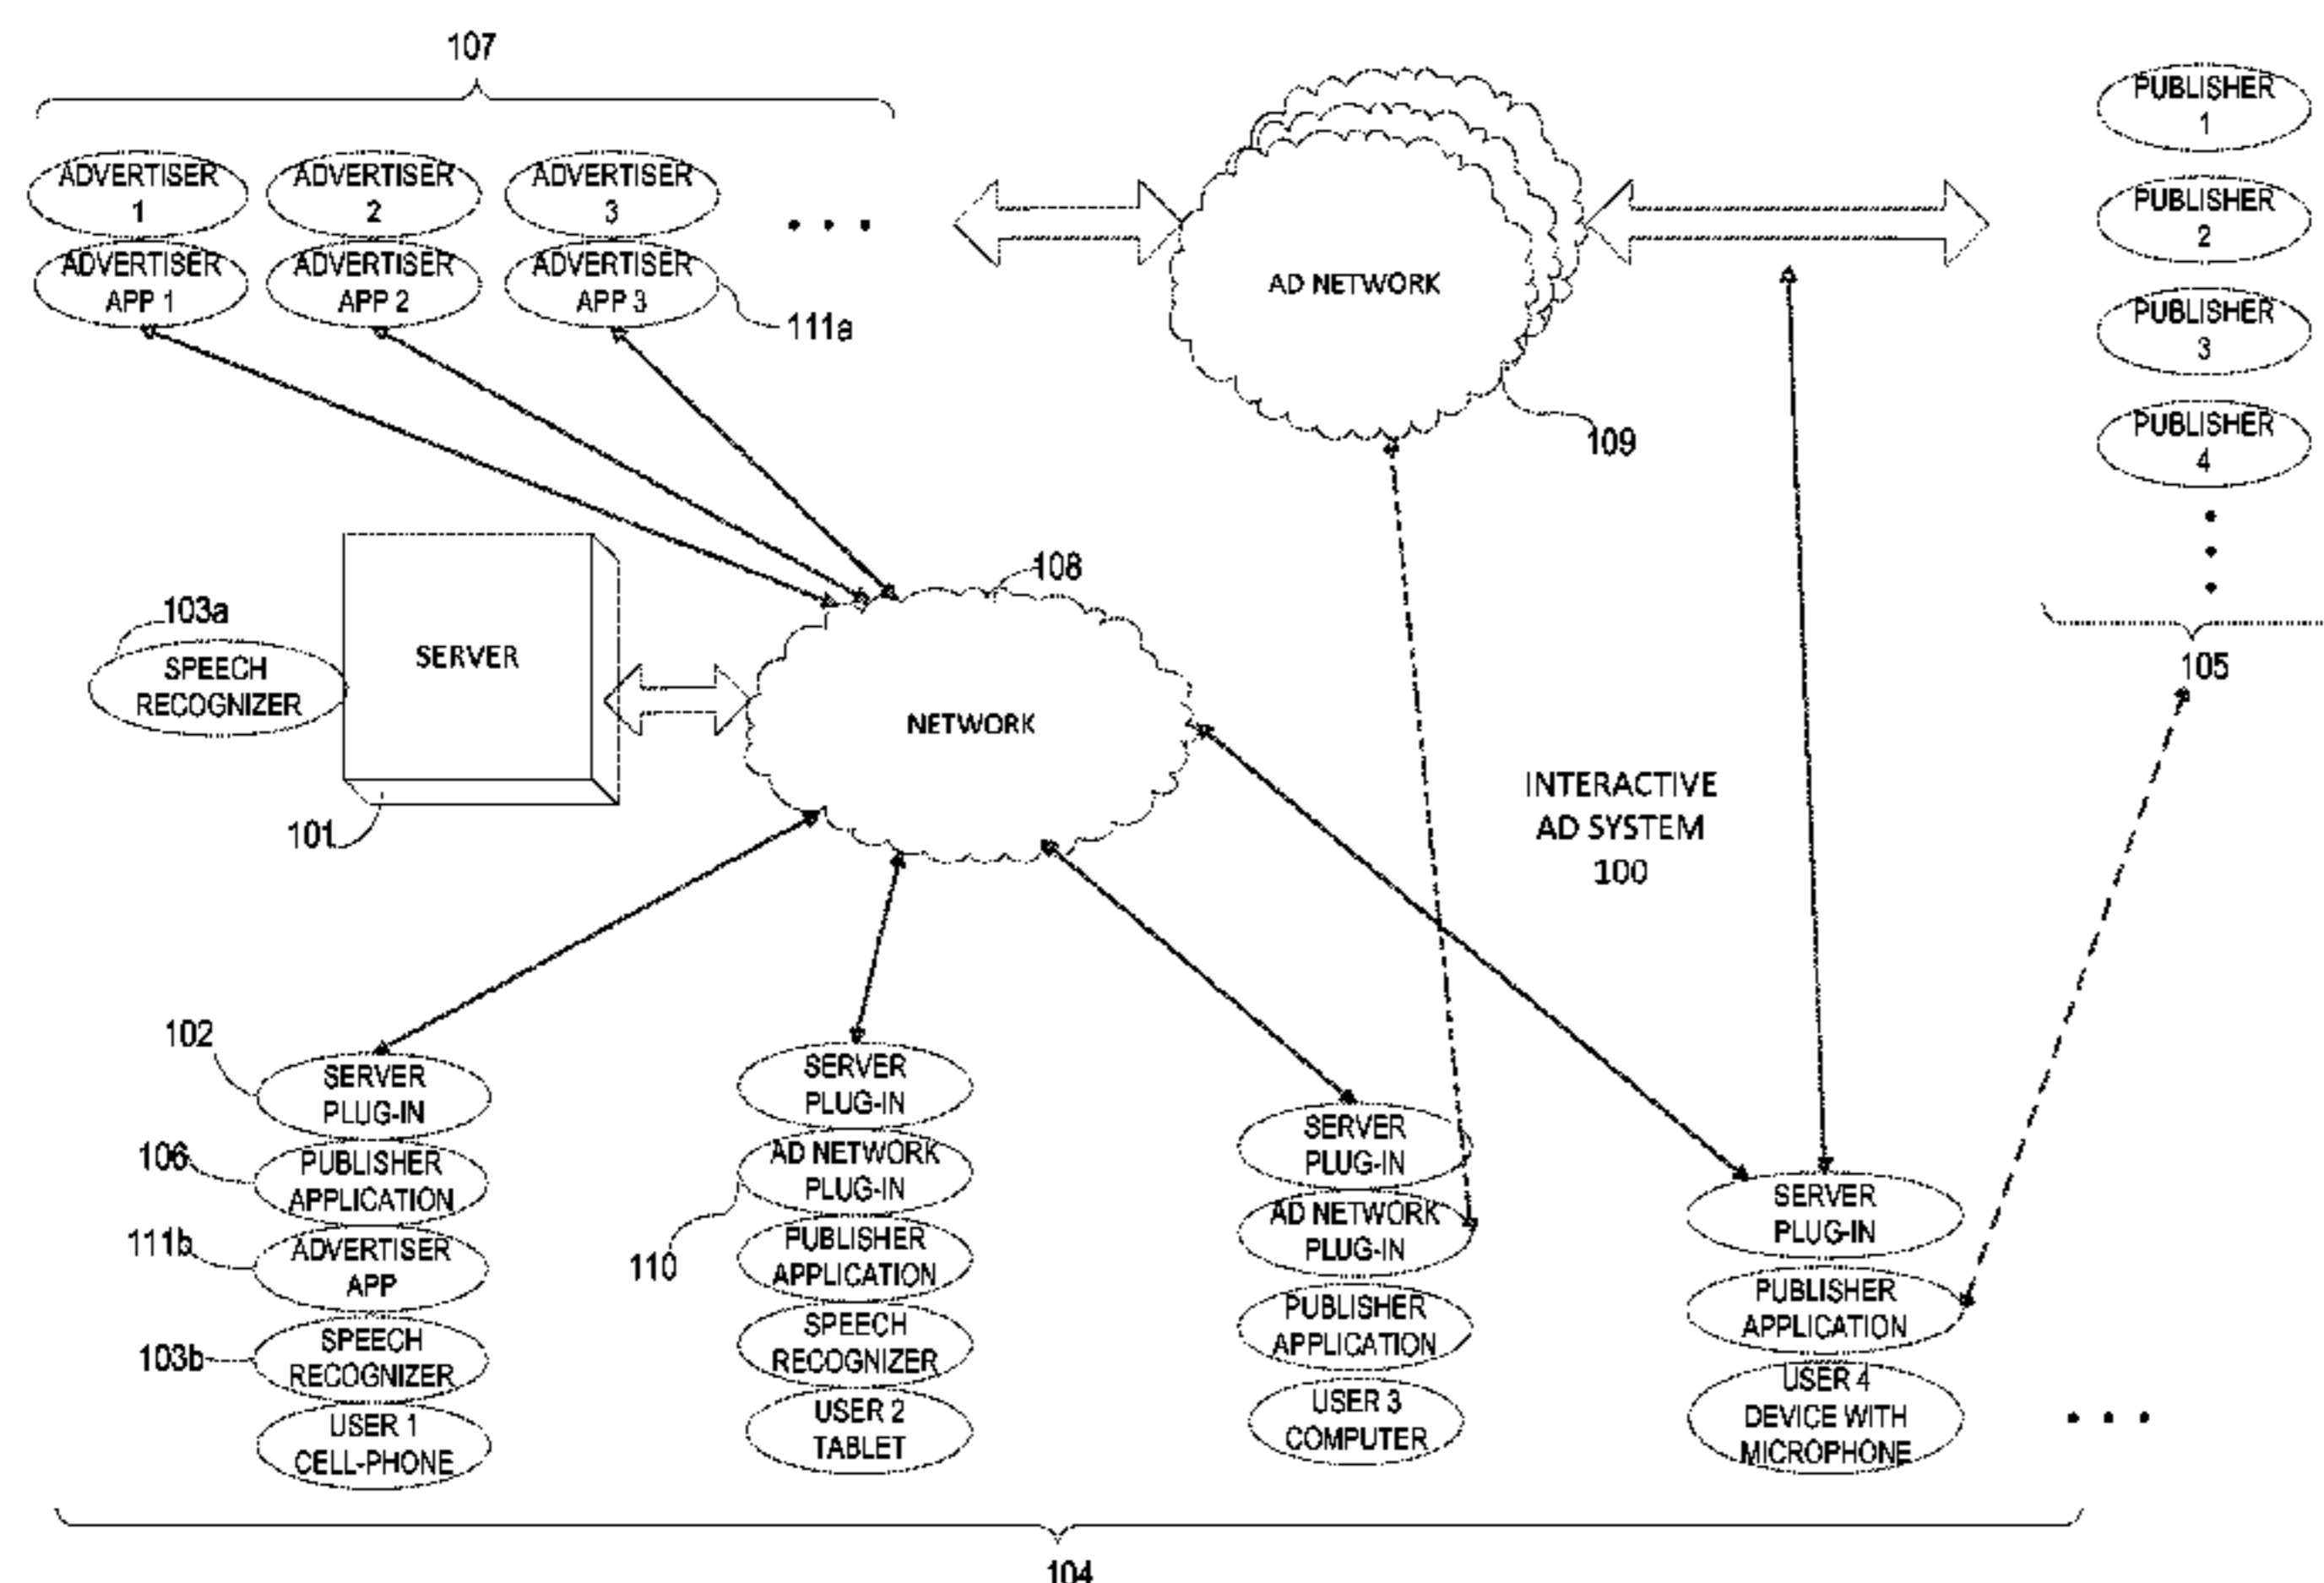 107
ADVERTISER
1
ADVERTISER
2
ADVERTISER
3
ADVERTISER
APP 1
ADVERTISER
APP 2
ADVERTISER
APP 3
111a
AD NETWORK
109
PUBLISHER
1
PUBLISHER
2
PUBLISHER
3
PUBLISHER
4
105
103a
SPEECH
RECOGNIZER
SERVER
101
108
NETWORK
INTERACTIVE
AD SYSTEM
100
102
SERVER
PLUG-IN
106
PUBLISHER
APPLICATION
111b
ADVERTISER
APP
103b
SPEECH
RECOGNIZER
USER 1
CELL-PHONE
SERVER
PLUG-IN
AD NETWORK
PLUG-IN
110
PUBLISHER
APPLICATION
SPEECH
RECOGNIZER
USER 2
TABLET
SERVER
PLUG-IN
AD NETWORK
PLUG-IN
PUBLISHER
APPLICATION
USER 3
COMPUTER
SERVER
PLUG-IN
PUBLISHER
APPLICATION
USER 4
DEVICE WITH
MICROPHONE
104